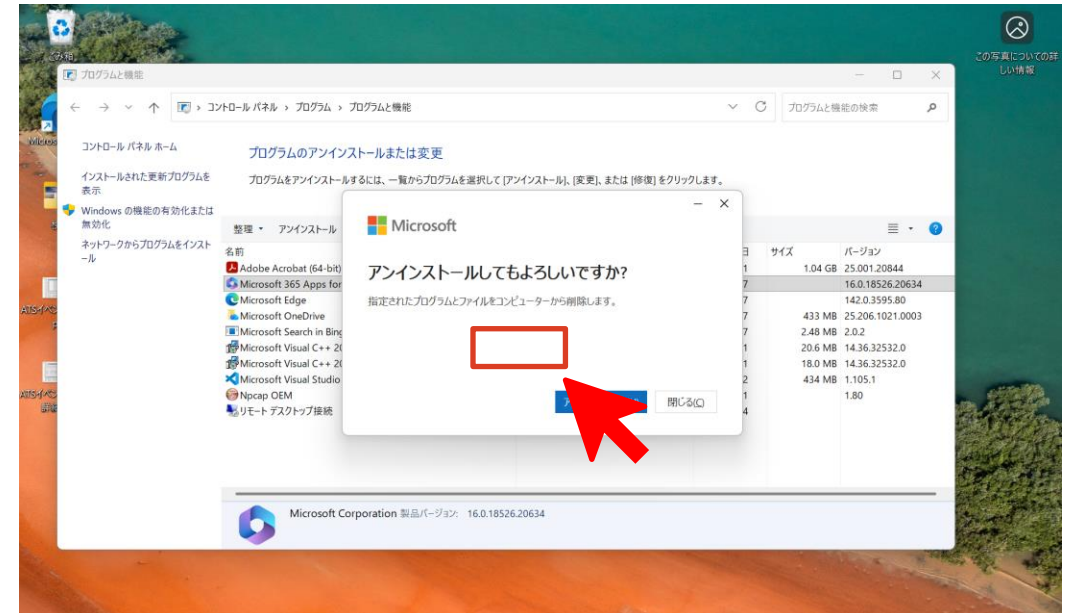 ごみ箱
この写真についての詳
しい情報
プログラムと機能
コントロール パネル › プログラム › プログラムと機能
プログラムと機能の検索
コントロール パネル ホーム
インストールされた更新プログラムを
表示
Windows の機能の有効化または
無効化
ネットワークからプログラムをインスト
ール
プログラムのアンインストールまたは変更
プログラムをアンインストールするには、一覧からプログラムを選択して [アンインストール]、[変更]、または [修復] をクリックします。
整理 アンインストール
名前 サイズ バージョン
Adobe Acrobat (64-bit) 1 1.04 GB 25.001.20844
Microsoft 365 Apps for 7 16.0.18526.20634
Microsoft Edge 7 142.0.3595.80
Microsoft OneDrive 7 433 MB 25.206.1021.0003
Microsoft Search in Bing 7 2.48 MB 2.0.2
Microsoft Visual C++ 20 1 20.6 MB 14.36.32532.0
Microsoft Visual C++ 20 1 18.0 MB 14.36.32532.0
Microsoft Visual Studio 2 434 MB 1.105.1
Npcap OEM 1 1.80
リモート デスクトップ接続 4
Microsoft
アンインストールしてもよろしいですか?
指定されたプログラムとファイルをコンピューターから削除します。
閉じる(C)
Microsoft Corporation 製品バージョン: 16.0.18526.20634